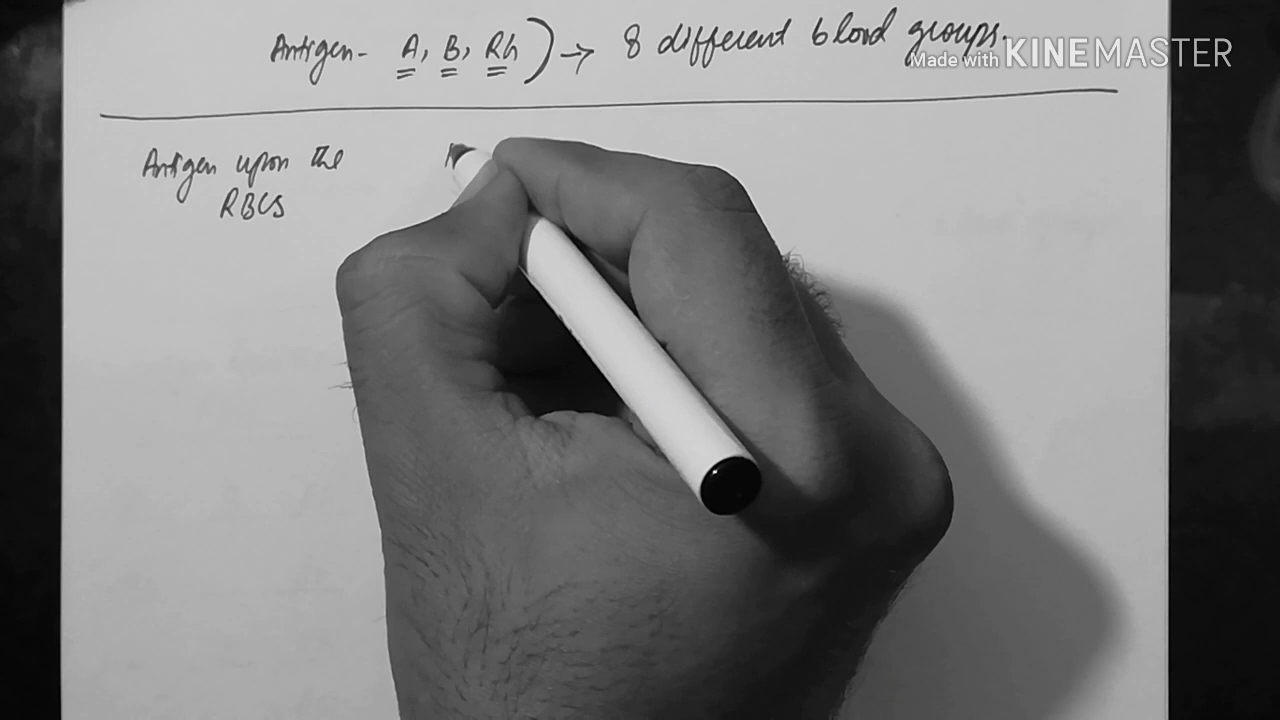 Antigen - A, B, Rh) → 8 different blood groups.
Made with KINEMASTER
Antigen upon the
RBCS